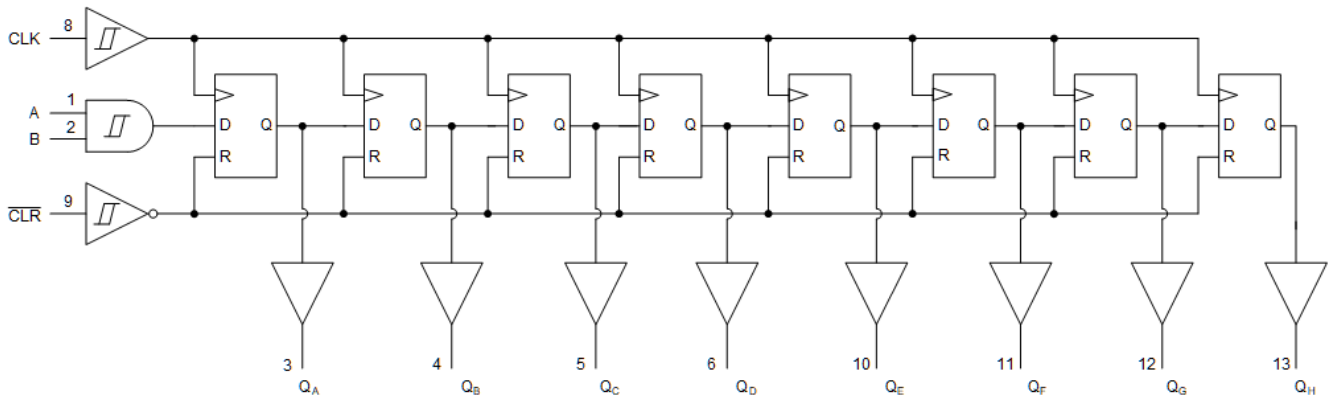 CLK 8
D Q D Q D Q D Q D Q D Q D Q D Q
A 1
B 2
R R R R R R R R
CLR 9
3 4 5 6 10 11 12 13
QA QB QC QD QE QF QG QH